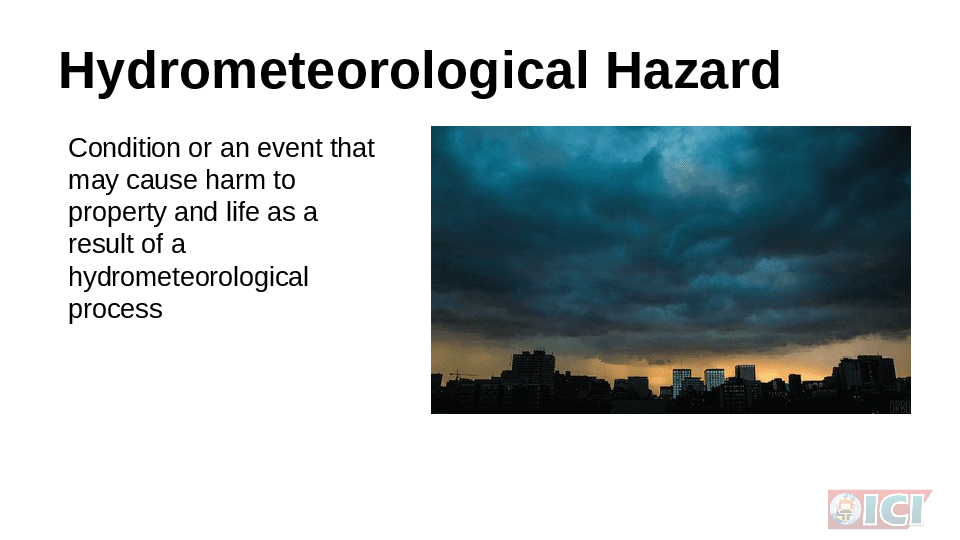 Hydrometeorological Hazard
Condition or an event that
may cause harm to
property and life as a
result of a
hydrometeorological
process
ICI